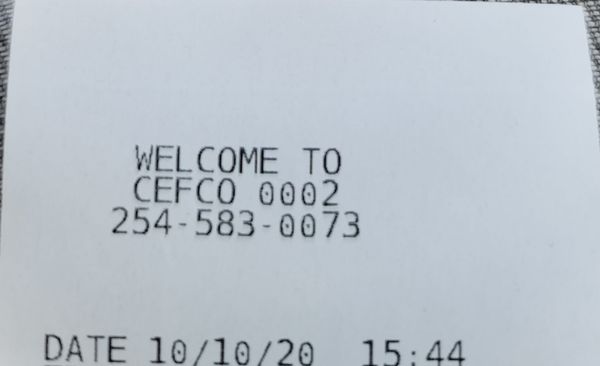 WELCOME TO
CEFCO 0002
254-583-0073
DATE 10/10/20 15:44